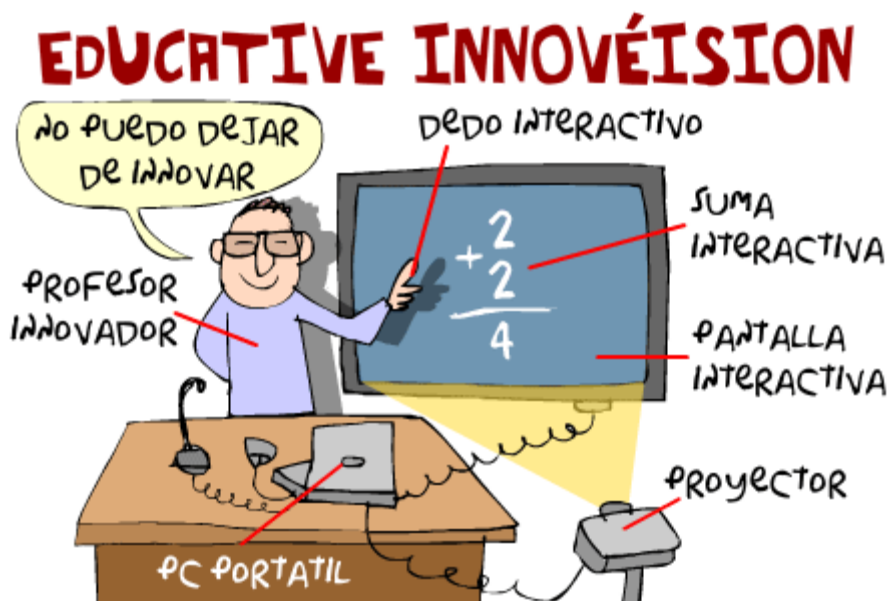 EDUCATIVE INNOVÉISION
NO PUEDO DEJAR
DE INNOVAR
DEDO INTERACTIVO
SUMA
INTERACTIVA
PROFESOR
INNOVADOR
+2
2
4
PANTALLA
INTERACTIVA
PROYECTOR
PC PORTATIL